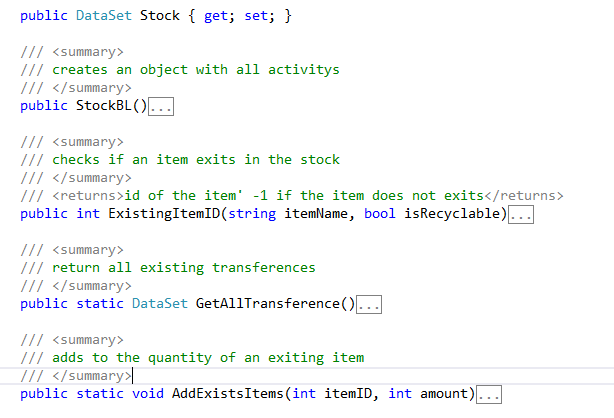 public DataSet Stock { get; set; }
/// <summary>
/// creates an object with all activitys
/// </summary>
public StockBL()...
/// <summary>
/// checks if an item exits in the stock
/// </summary>
/// <returns>id of the item' -1 if the item does not exits</returns>
public int ExistingItemID(string itemName, bool isRecyclable)...
/// <summary>
/// return all existing transferences
/// </summary>
public static DataSet GetAllTransference()...
/// <summary>
/// adds to the quantity of an exiting item
/// </summary>
public static void AddExistsItems(int itemID, int amount)...